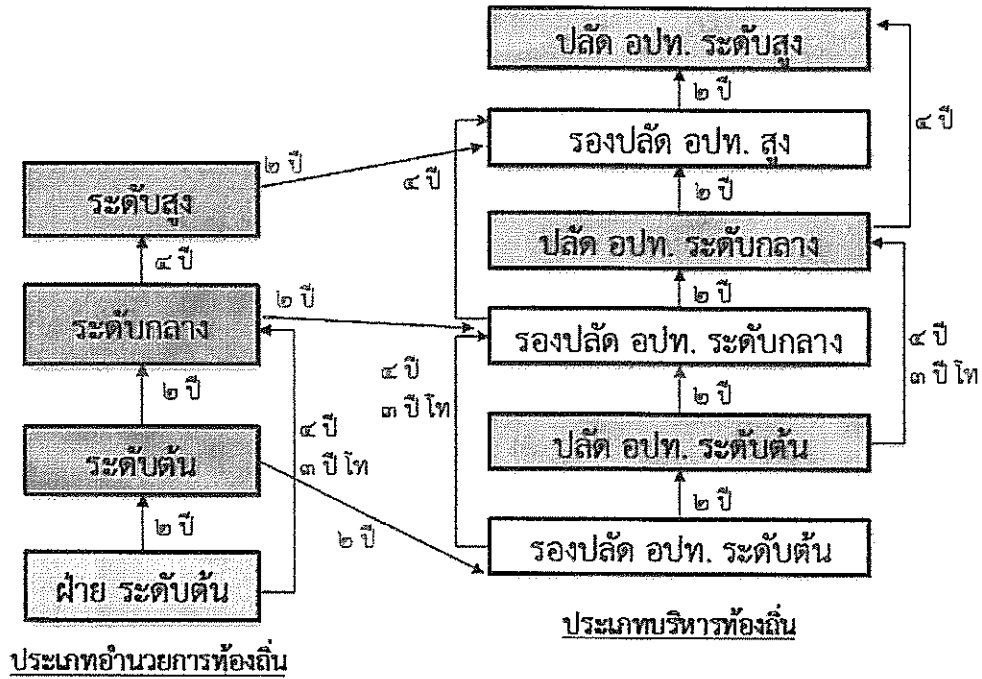 ปลัด อปท. ระดับสูง
๒ ปี
๔ ปี
รองปลัด อปท. สูง
๒ ปี
๔ ปี
ระดับสูง
๒ ปี
ปลัด อปท. ระดับกลาง
๔ ปี
๒ ปี
๒ ปี
ระดับกลาง
รองปลัด อปท. ระดับกลาง
๔ ปี
๓ ปี โท
๒ ปี
๔ ปี
๓ ปี โท
๒ ปี
๔ ปี
๓ ปี โท
ระดับต้น
ปลัด อปท. ระดับต้น
๒ ปี
๒ ปี
๒ ปี
ฝ่าย ระดับต้น
รองปลัด อปท. ระดับต้น
ประเภทบริหารท้องถิ่น
ประเภทอำนวยการท้องถิ่น